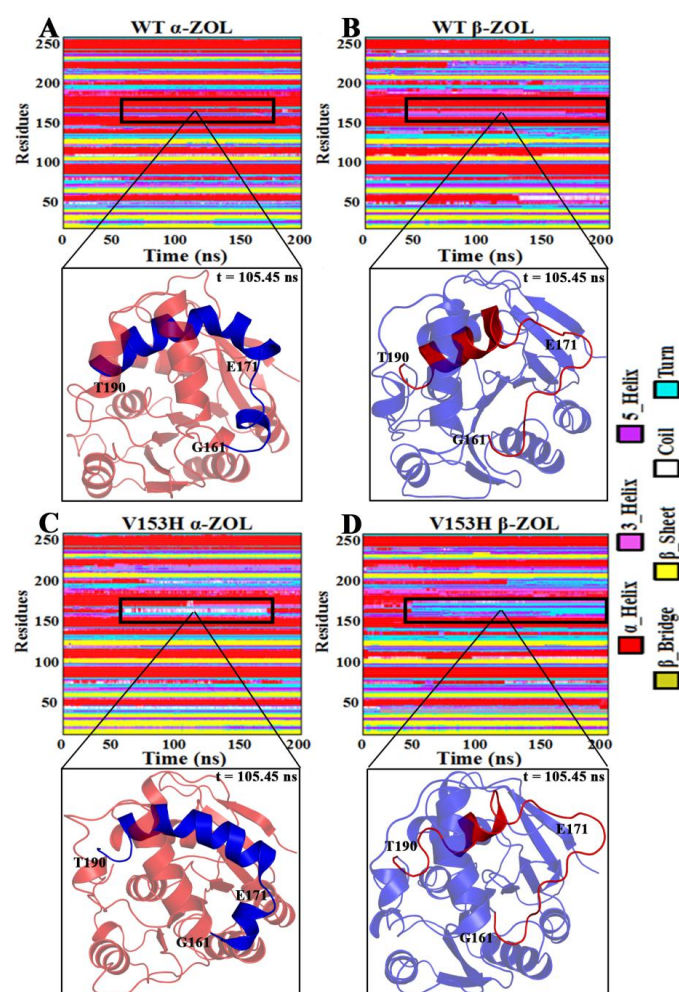 A WT α-ZOL
B WT β-ZOL
Residues
250
200
150
100
50
0 50 100 150 200
Time (ns)
Residues
250
200
150
100
50
0 50 100 150 200
Time (ns)
t = 105.45 ns
T190
E171
G161
t = 105.45 ns
T190
E171
G161
C V153H α-ZOL
D V153H β-ZOL
Residues
250
200
150
100
50
0 50 100 150 200
Time (ns)
Residues
250
200
150
100
50
0 50 100 150 200
Time (ns)
t = 105.45 ns
T190
E171
G161
t = 105.45 ns
T190
E171
G161
α_Helix 3_Helix 5_Helix
β_Bridge β_Sheet Coil Turn